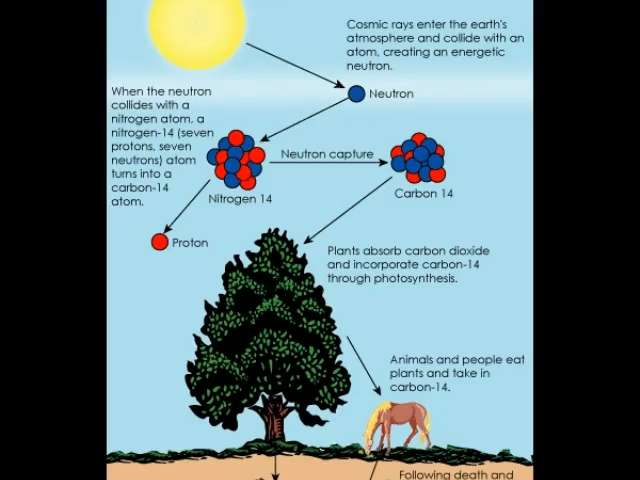 Cosmic rays enter the earth's
atmosphere and collide with an
atom, creating an energetic
neutron.
Neutron
When the neutron
collides with a
nitrogen atom, a
nitrogen-14 (seven
protons, seven
neutrons) atom
turns into a
carbon-14
atom.
Neutron capture
Nitrogen 14
Carbon 14
Proton
Plants absorb carbon dioxide
and incorporate carbon-14
through photosynthesis.
Animals and people eat
plants and take in
carbon-14.
Following death and